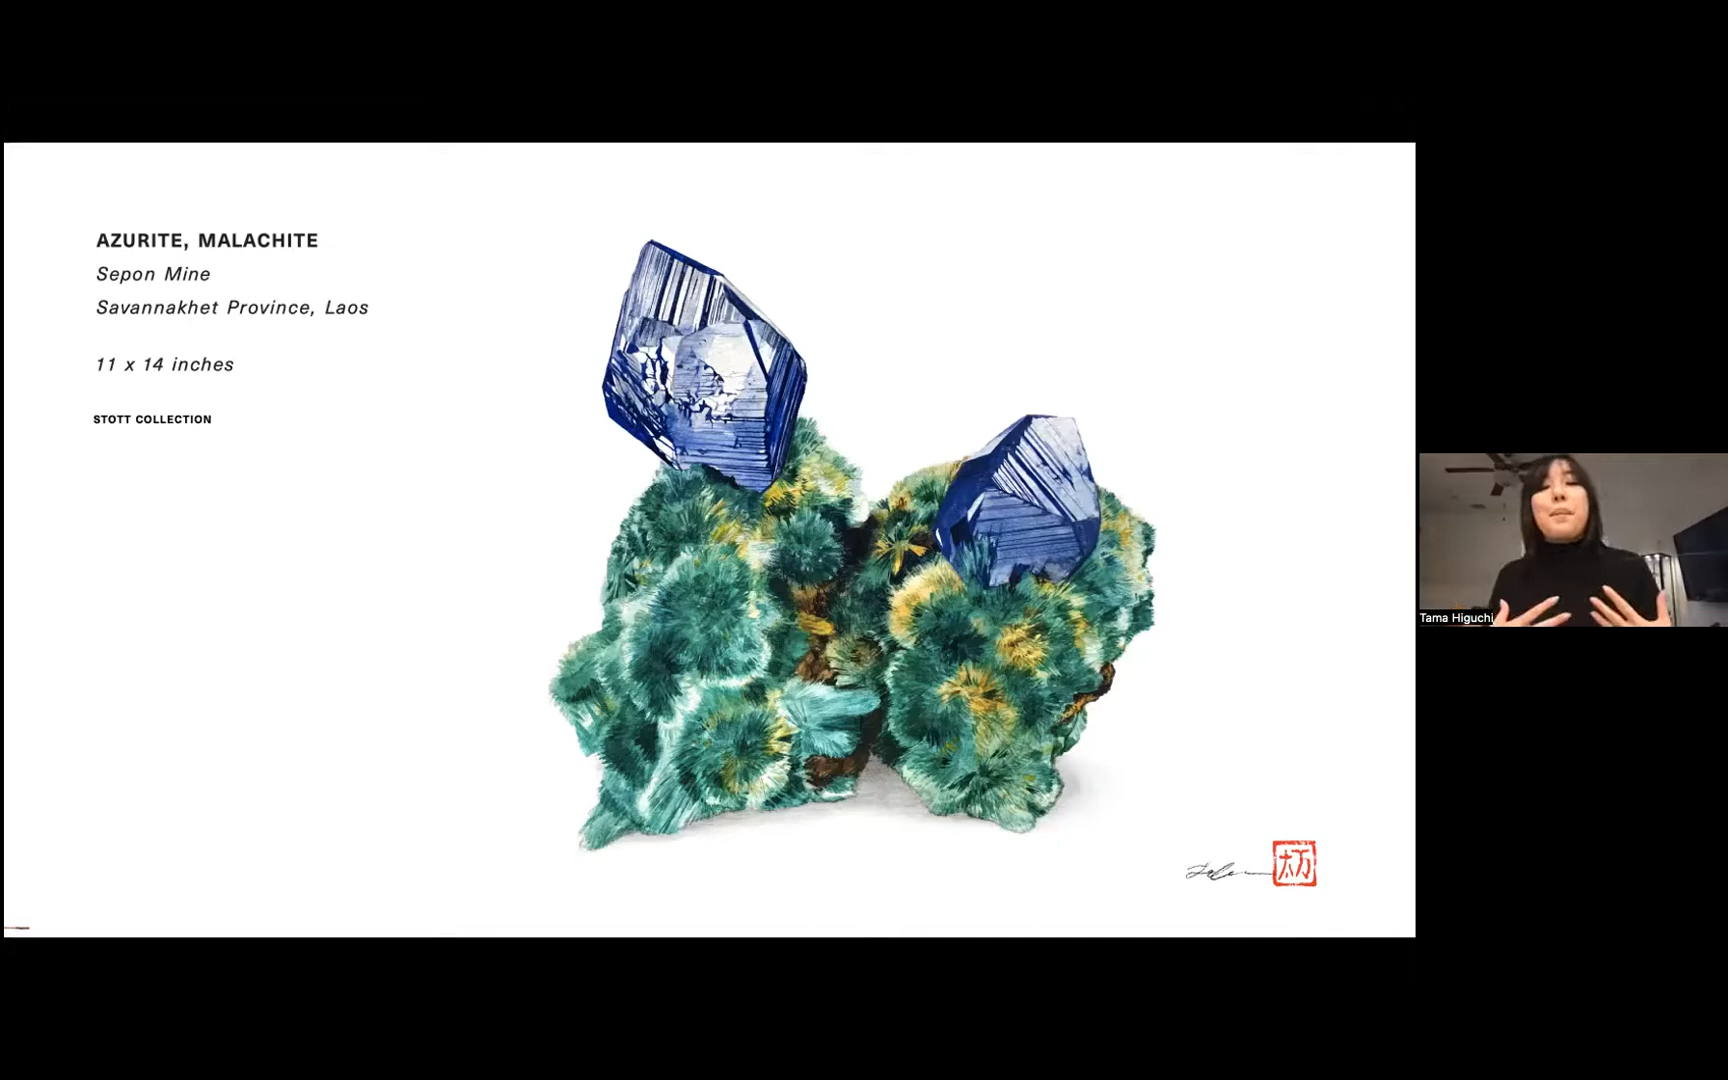 AZURITE, MALACHITE
Sepon Mine
Savannakhet Province, Laos
11 x 14 inches
STOTT COLLECTION
Tama Higuchi